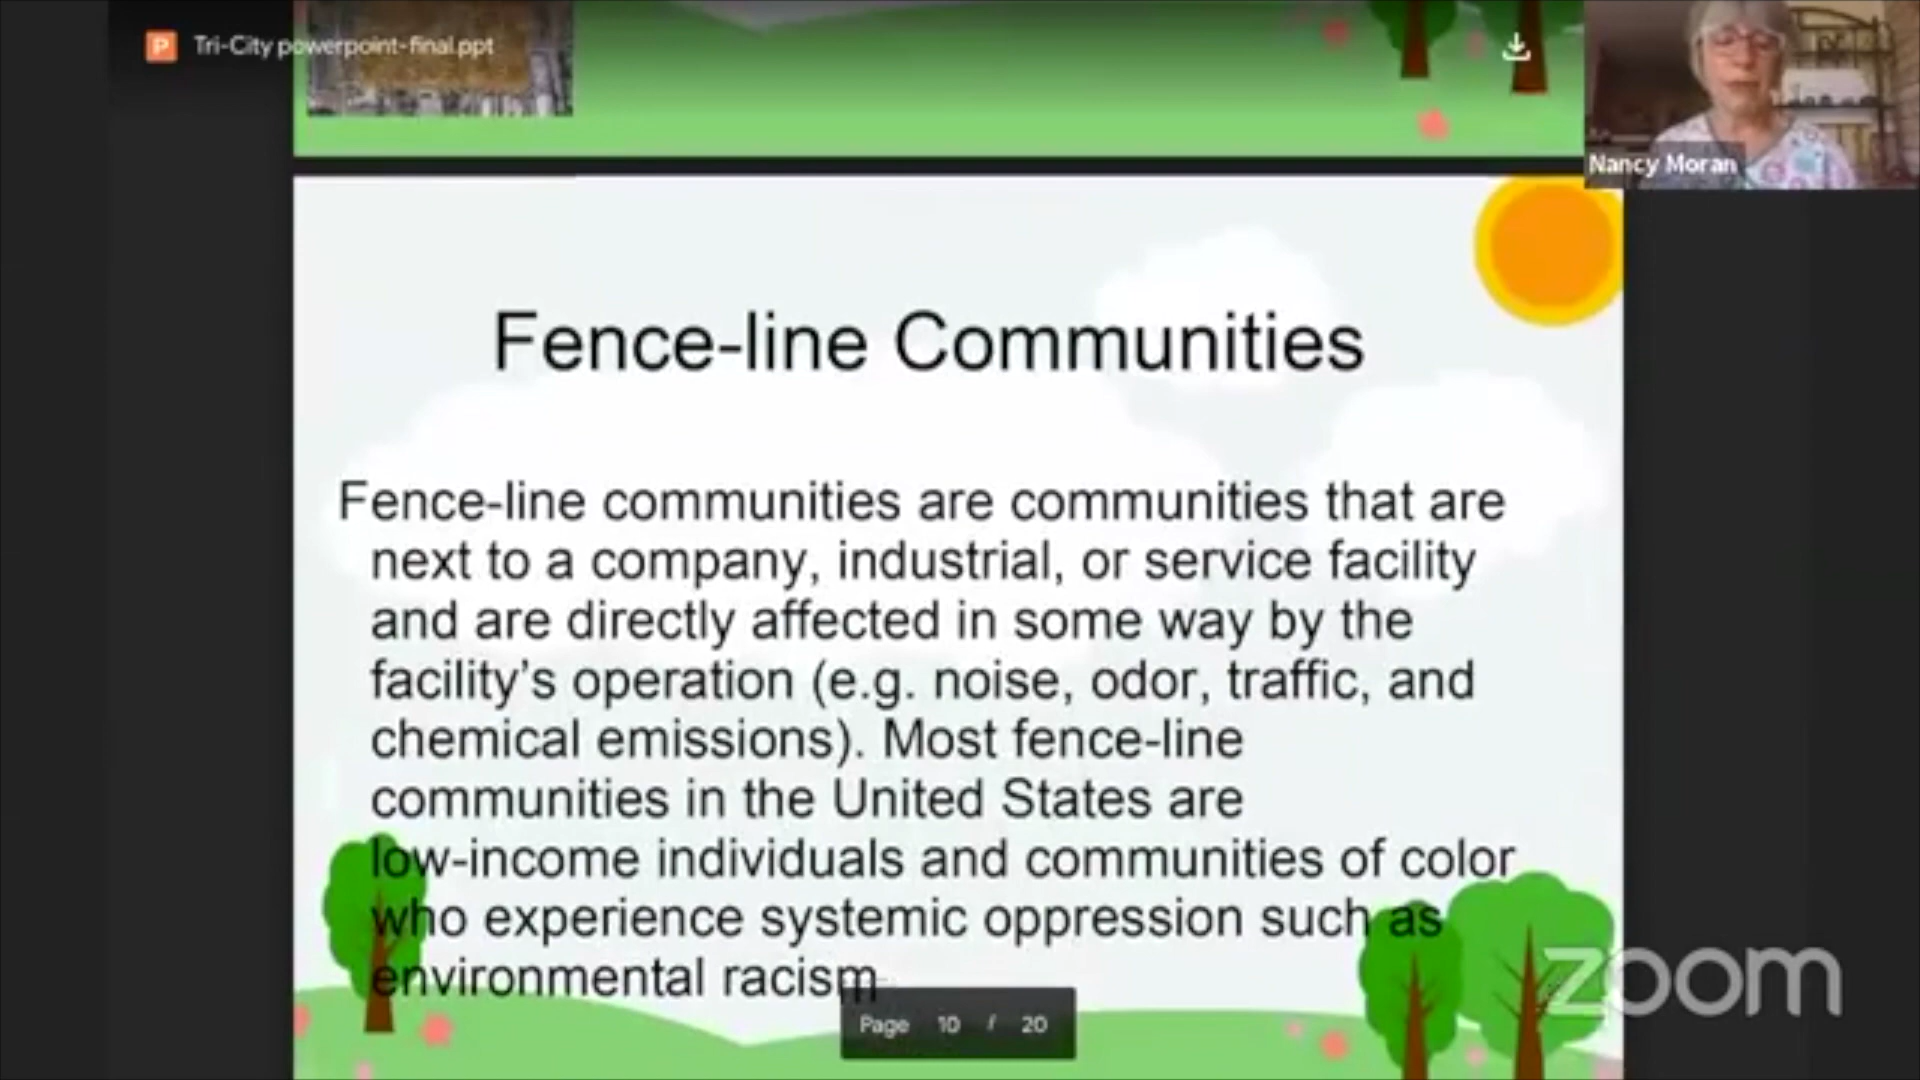 Tri-City powerpoint-final.ppt
Nancy Moran
Fence-line Communities
Fence-line communities are communities that are
next to a company, industrial, or service facility
and are directly affected in some way by the
facility’s operation (e.g. noise, odor, traffic, and
chemical emissions). Most fence-line
communities in the United States are
low-income individuals and communities of color
who experience systemic oppression such as
environmental racism
Page 10 / 20
zoom